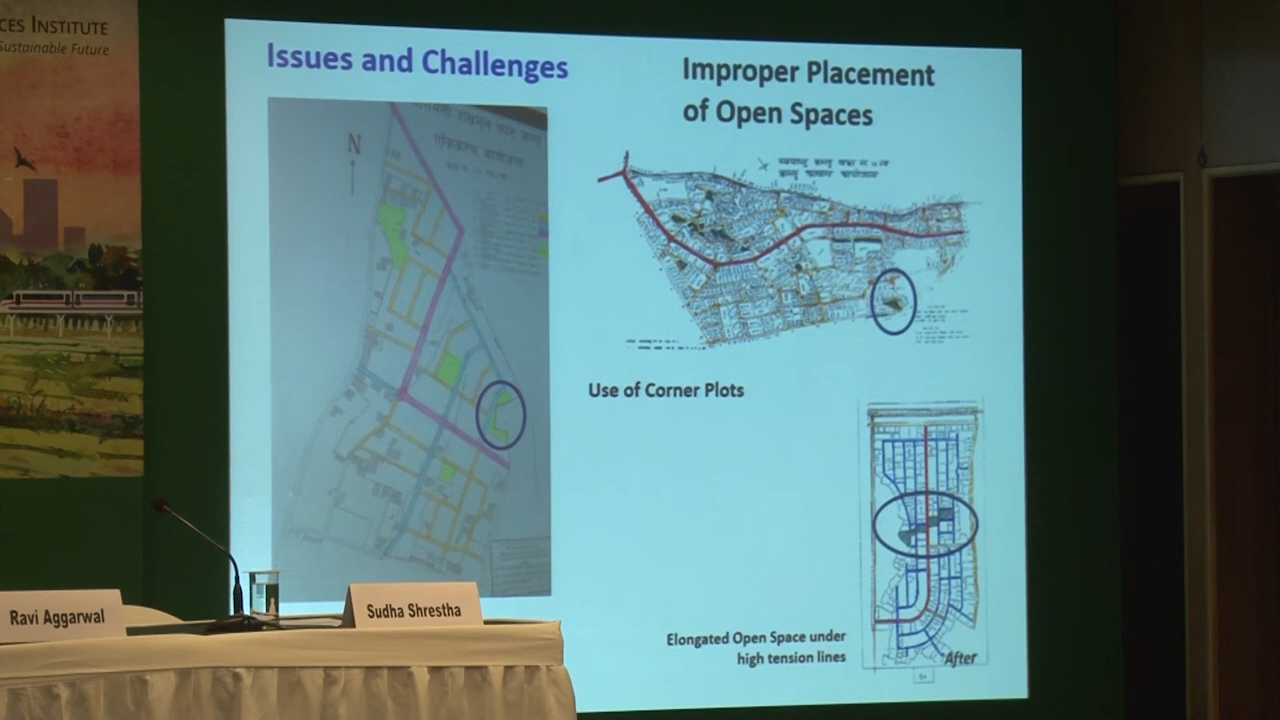 CES INSTITUTE
Sustainable Future
Issues and Challenges
Improper Placement
of Open Spaces
N
Use of Corner Plots
Elongated Open Space under
high tension lines
After
Ravi Aggarwal
Sudha Shrestha